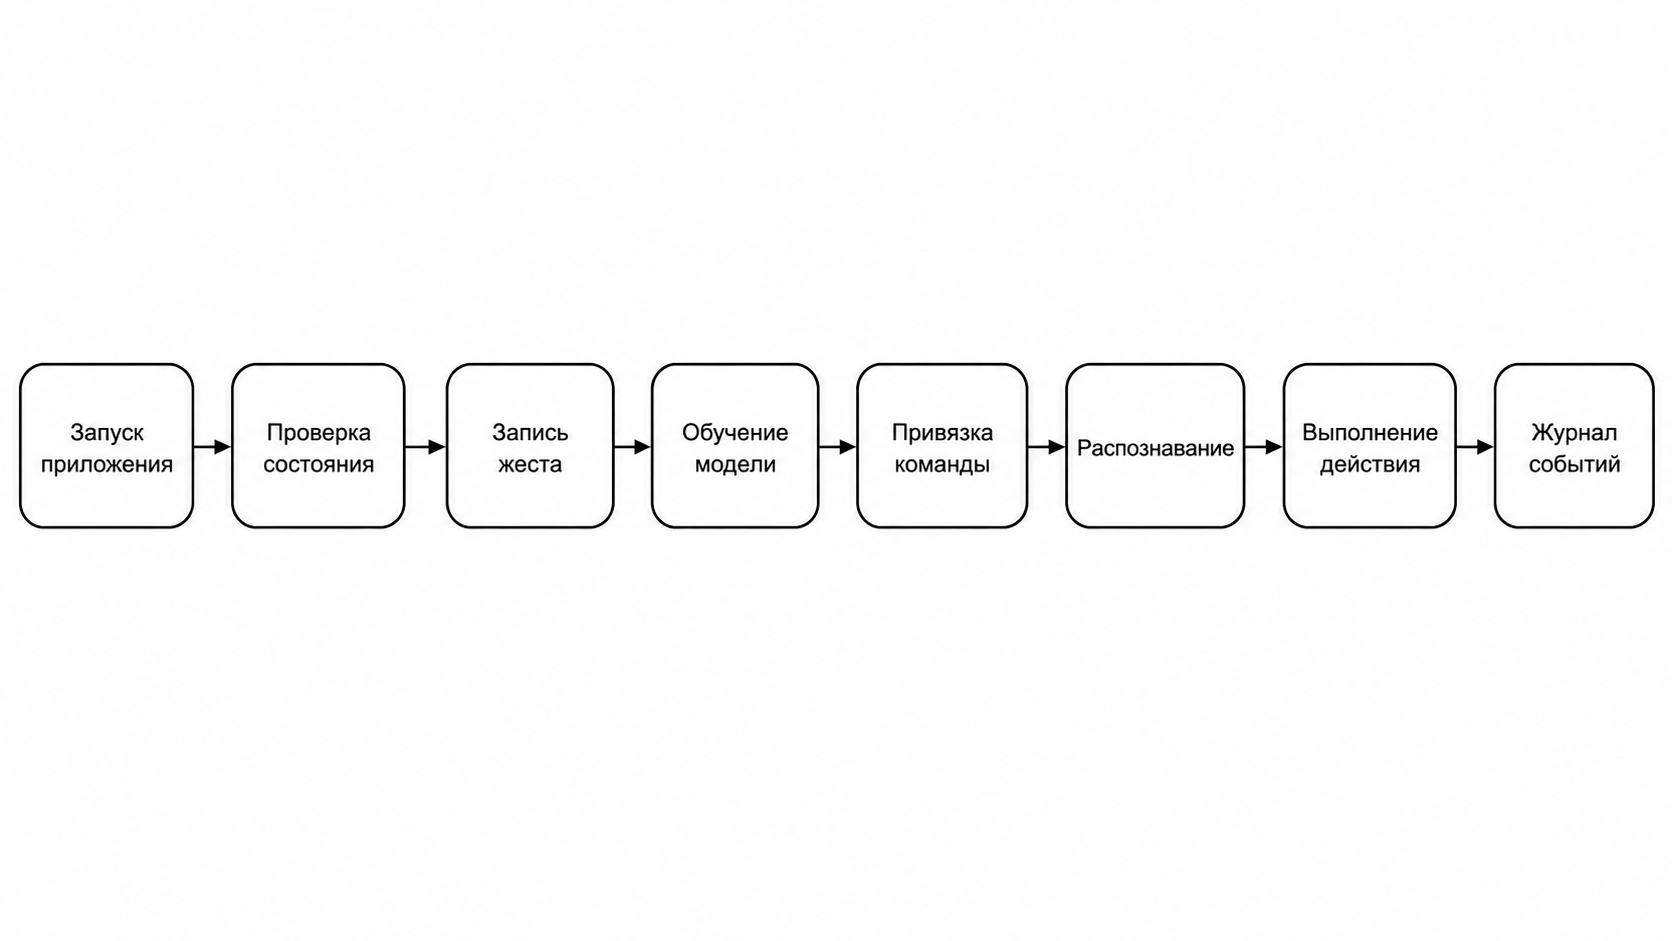 Запуск
приложения
Проверка
состояния
Запись
жеста
Обучение
модели
Привязка
команды
Распознавание
Выполнение
действия
Журнал
событий